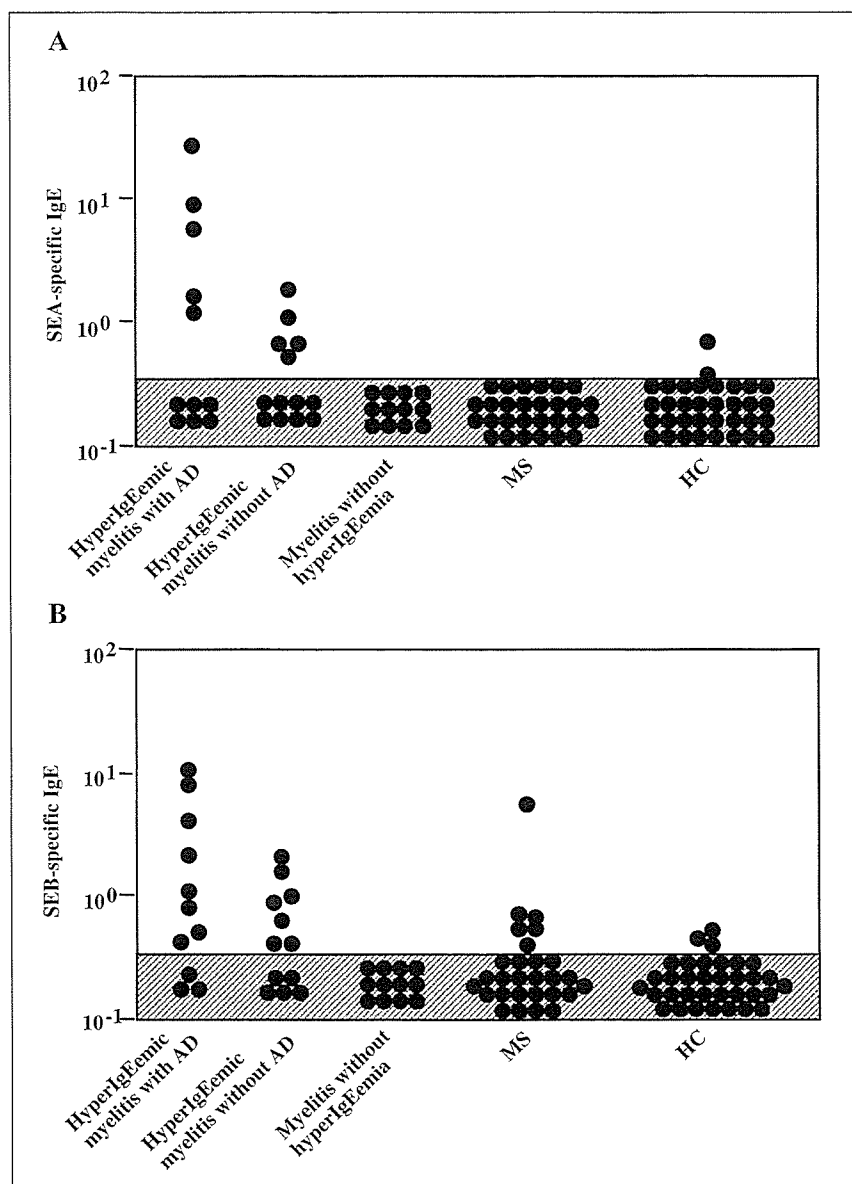 A
10²
10¹
10⁰
10⁻¹
SEA-specific IgE
HyperIgEemic
myelitis with AD
HyperIgEemic
myelitis without AD
Myelitis without
hyperIgEemia
MS
HC
B
10²
10¹
10⁰
10⁻¹
SEB-specific IgE
HyperIgEemic
myelitis with AD
HyperIgEemic
myelitis without AD
Myelitis without
hyperIgEemia
MS
HC